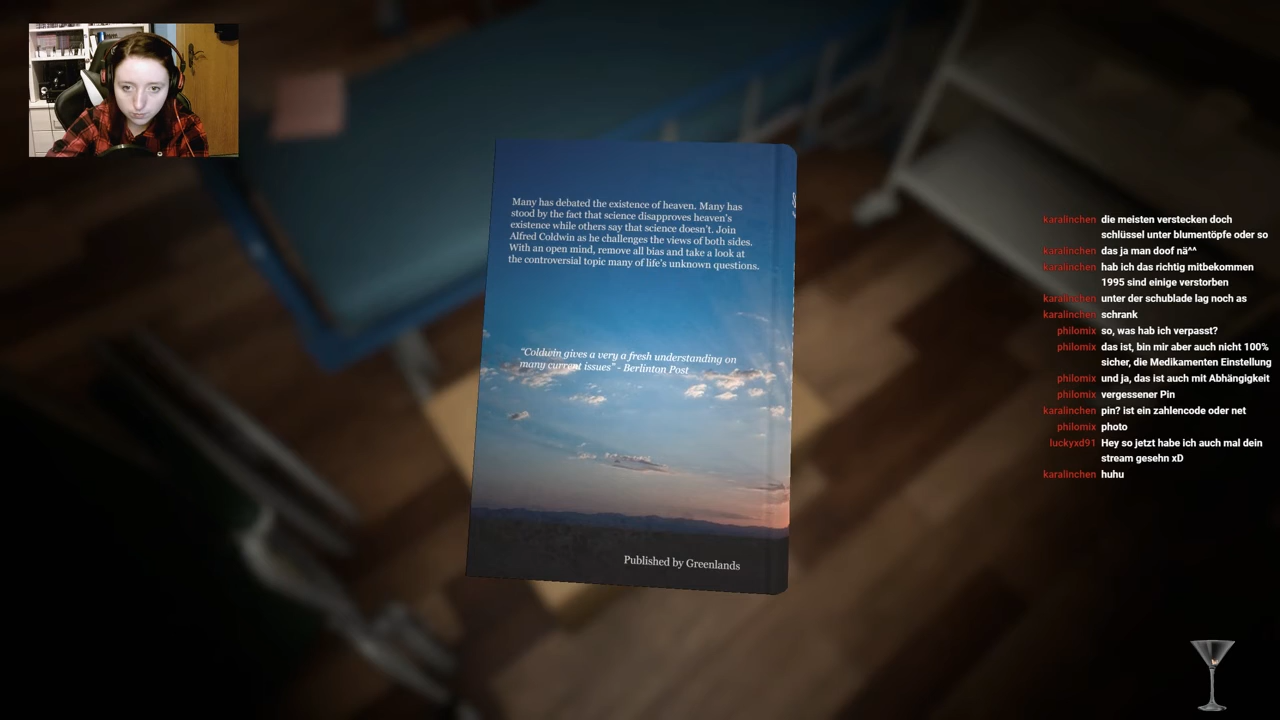 Many has debated the existence of heaven. Many has
stood by the fact that science disapproves heaven's
existence while others say that science doesn't. Join
Alfred Coldwin as he challenges the views of both sides.
With an open mind, remove all bias and take a look at
the controversial topic many of life's unknown questions.
"Coldwin gives a very a fresh understanding on
many current issues" - Berlinton Post
Published by Greenlands
karalinchen die meisten verstecken doch
schlüssel unter blumentöpfe oder so
karalinchen das ja man doof nä^^
karalinchen hab ich das richtig mitbekommen
1995 sind einige verstorben
karalinchen unter der schublade lag noch as
karalinchen schrank
philomix so, was hab ich verpasst?
philomix das ist, bin mir aber auch nicht 100%
sicher, die Medikamenten Einstellung
philomix und ja, das ist auch mit Abhängigkeit
philomix vergessener Pin
karalinchen pin? ist ein zahlencode oder net
philomix photo
luckyxd91 Hey so jetzt habe ich auch mal dein
stream gesehn xD
karalinchen huhu